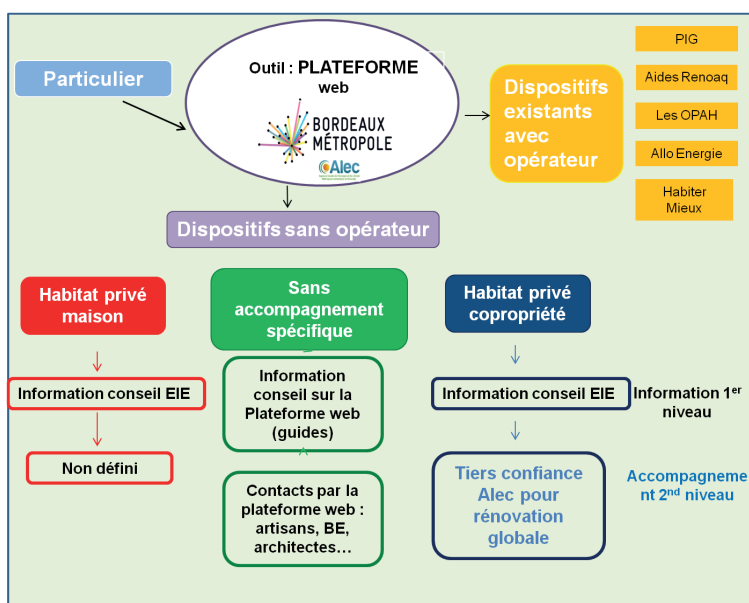 Particulier
Outil : PLATEFORME
web
BORDEAUX
MÉTROPOLE
Alec
Dispositifs
existants
avec
opérateur
PIG
Aides Renoaq
Les OPAH
Allo Energie
Habiter
Mieux
Dispositifs sans opérateur
Habitat privé
maison
Information conseil EIE
Non défini
Sans
accompagnement
spécifique
Information
conseil sur la
Plateforme web
(guides)
Contacts par la
plateforme web :
artisans, BE,
architectes…
Habitat privé
copropriété
Information conseil EIE
Tiers confiance
Alec pour
rénovation
globale
Information 1er
niveau
Accompagneme
nt 2nd niveau